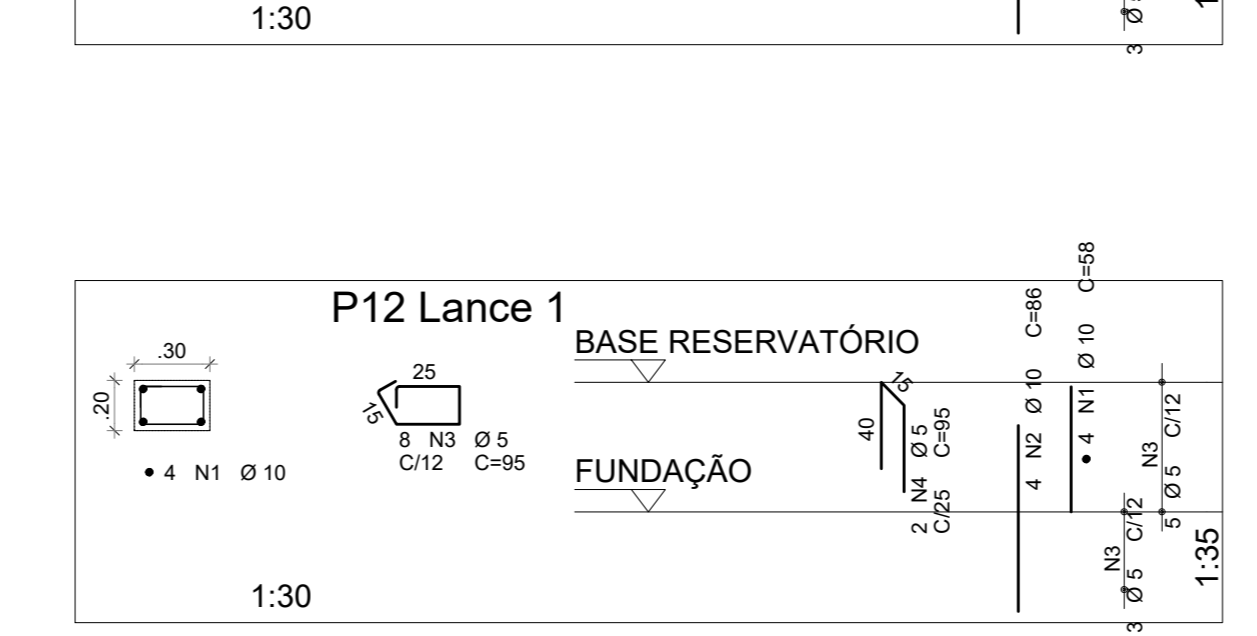 1:30
3 Ø 5
P12 Lance 1
BASE RESERVATÓRIO
.30
.20
25
15
8 N3 Ø 5
C/12 C=95
• 4 N1 Ø 10
FUNDAÇÃO
15
40
2 N4 Ø 5
C/25 C=95
4 N2 Ø 10 C=86
• 4 N1 Ø 10 C=58
N3
3 Ø 5 C/12
N3
5 Ø 5 C/12
1:30
1:35